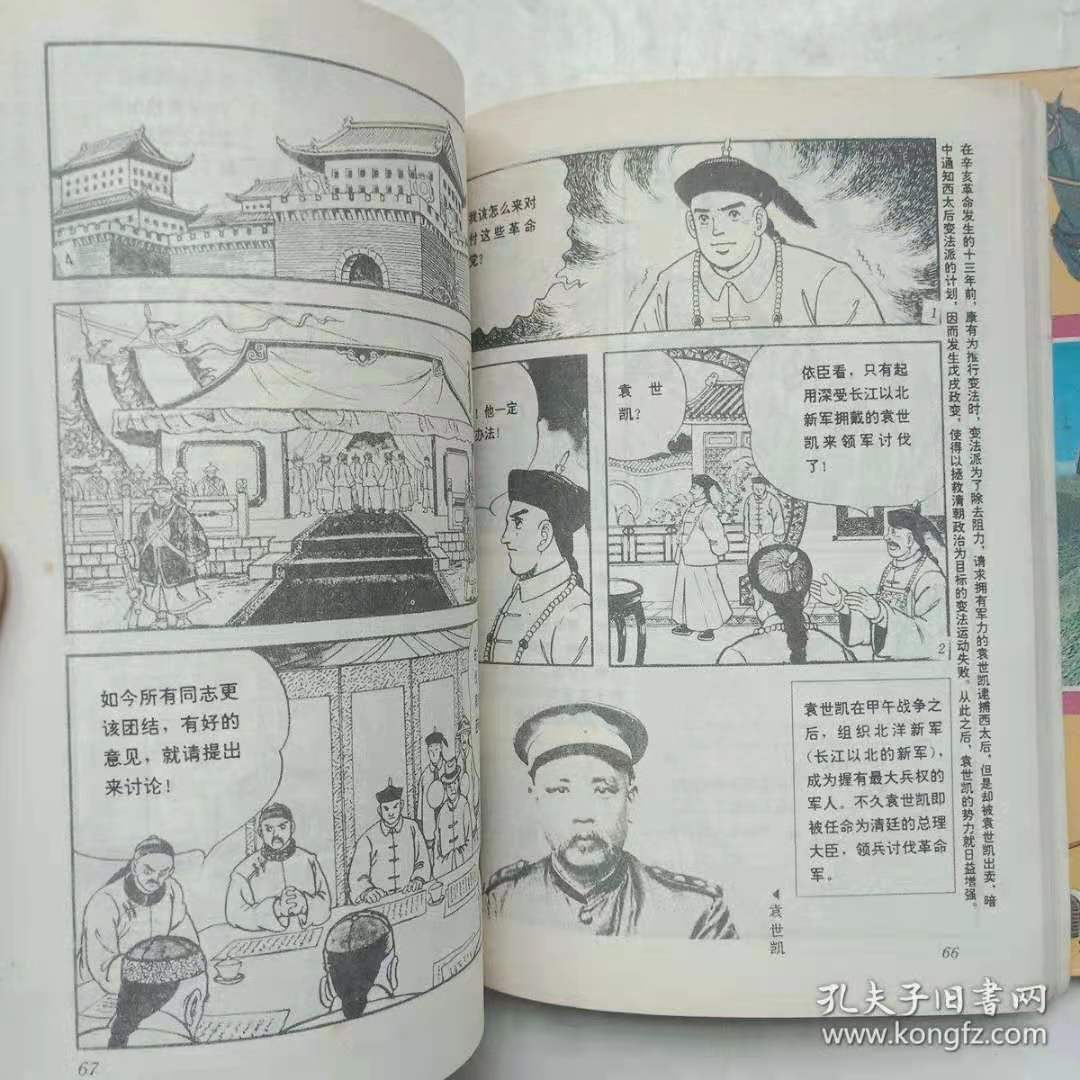 在辛亥革命发生的十三年前，康有为推行变法时，变法派为了除去阻力，请求拥有军力的袁世凯逮捕西太后，但是却被袁世凯出卖，暗
中通知西太后变法派的计划，因而发生戊戌政变，使得以拯救清朝政治为目标的变法运动失败。从此之后，袁世凯的势力就日益增强。
我该怎么来对
付这些革命
党？
1
依臣看，只有起
用深受长江以北
新军拥戴的袁世
凯来领军讨伐
了！
袁世
凯？
2
！他一定
办法！
袁世凯在甲午战争之
后，组织北洋新军
(长江以北的新军)，
成为握有最大兵权的
军人。不久袁世凯即
被任命为清廷的总理
大臣，领兵讨伐革命
军。
◀袁世凯
66
4
如今所有同志更
该团结，有好的
意见，就请提出
来讨论！
67
孔夫子旧書网
www.kongfz.com